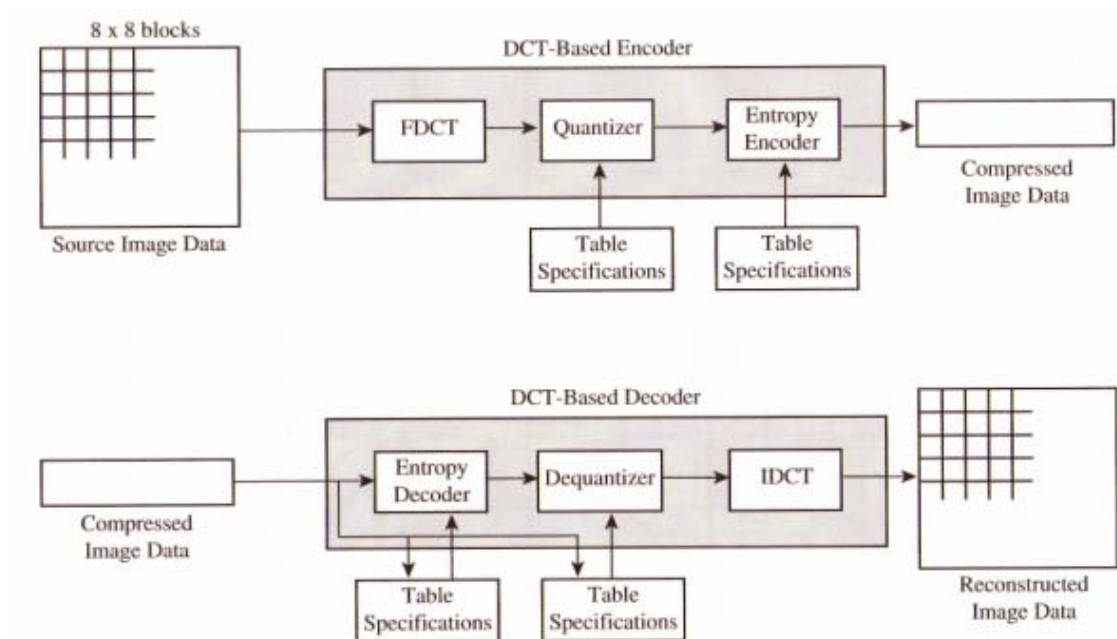 8 x 8 blocks
DCT-Based Encoder
FDCT
Quantizer
Entropy
Encoder
Compressed
Image Data
Source Image Data
Table
Specifications
Table
Specifications
DCT-Based Decoder
Entropy
Decoder
Dequantizer
IDCT
Compressed
Image Data
Table
Specifications
Table
Specifications
Reconstructed
Image Data